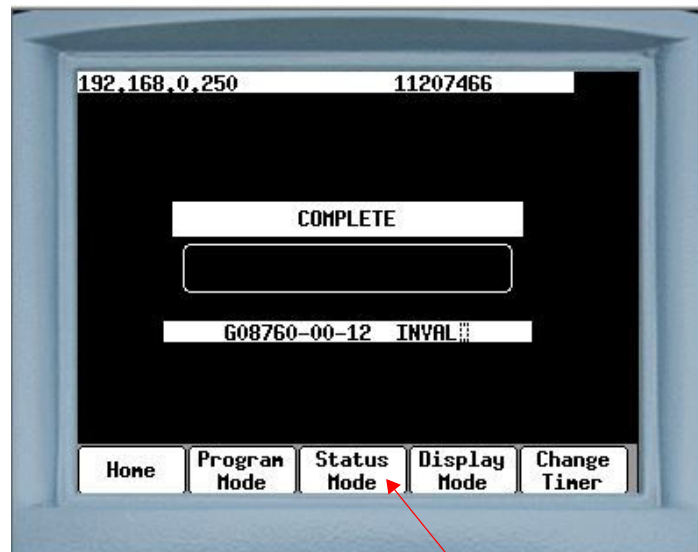 192.168.0.250 11207466
COMPLETE
G08760-00-12 INVAL
Home Program Mode Status Mode Display Mode Change Timer